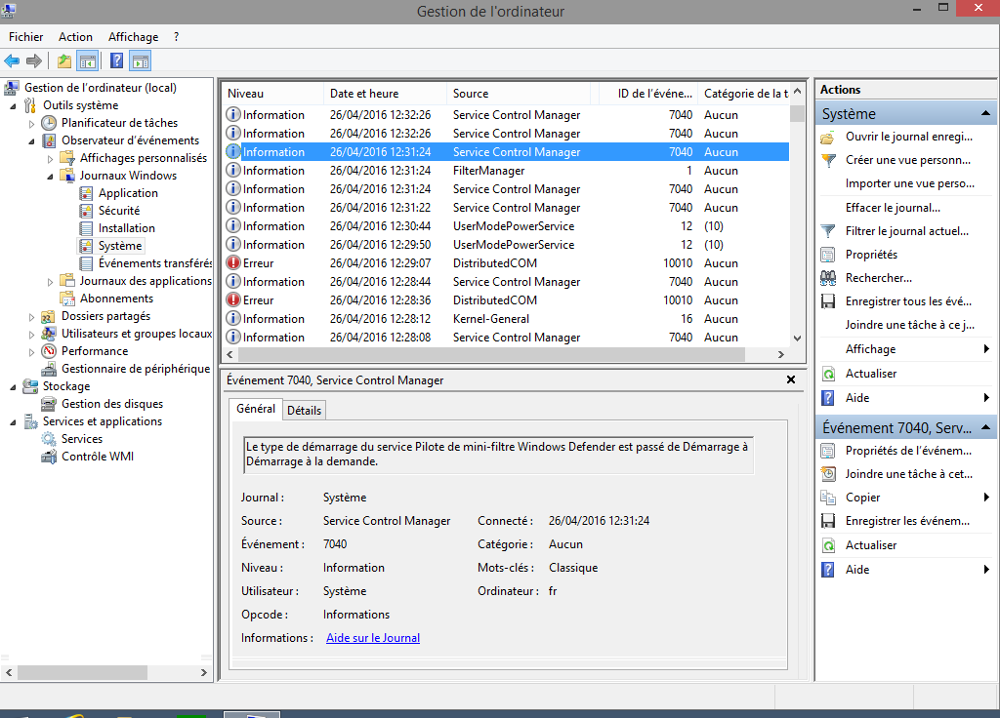 Gestion de l'ordinateur
Fichier Action Affichage ?
Gestion de l'ordinateur (local)
Outils système
Planificateur de tâches
Observateur d'événements
Affichages personnalisés
Journaux Windows
Application
Sécurité
Installation
Système
Événements transférés
Journaux des applications
Abonnements
Dossiers partagés
Utilisateurs et groupes locaux
Performance
Gestionnaire de périphérique
Stockage
Gestion des disques
Services et applications
Services
Contrôle WMI
Niveau Date et heure Source ID de l'événe... Catégorie de la t
Information 26/04/2016 12:32:26 Service Control Manager 7040 Aucun
Information 26/04/2016 12:32:26 Service Control Manager 7040 Aucun
Information 26/04/2016 12:31:24 Service Control Manager 7040 Aucun
Information 26/04/2016 12:31:24 FilterManager 1 Aucun
Information 26/04/2016 12:31:24 Service Control Manager 7040 Aucun
Information 26/04/2016 12:31:22 Service Control Manager 7040 Aucun
Information 26/04/2016 12:30:44 UserModePowerService 12 (10)
Information 26/04/2016 12:29:50 UserModePowerService 12 (10)
Erreur 26/04/2016 12:29:07 DistributedCOM 10010 Aucun
Information 26/04/2016 12:28:44 Service Control Manager 7040 Aucun
Erreur 26/04/2016 12:28:36 DistributedCOM 10010 Aucun
Information 26/04/2016 12:28:12 Kernel-General 16 Aucun
Information 26/04/2016 12:28:08 Service Control Manager 7040 Aucun
Événement 7040, Service Control Manager
Général Détails
Le type de démarrage du service Pilote de mini-filtre Windows Defender est passé de Démarrage à
Démarrage à la demande.
Journal : Système
Source : Service Control Manager Connecté : 26/04/2016 12:31:24
Événement : 7040 Catégorie : Aucun
Niveau : Information Mots-clés : Classique
Utilisateur : Système Ordinateur : fr
Opcode : Informations
Informations : Aide sur le Journal
Actions
Système
Ouvrir le journal enregi...
Créer une vue personn...
Importer une vue perso...
Effacer le journal...
Filtrer le journal actuel...
Propriétés
Rechercher...
Enregistrer tous les évé...
Joindre une tâche à ce j...
Affichage
Actualiser
Aide
Événement 7040, Serv...
Propriétés de l'événem...
Joindre une tâche à cet...
Copier
Enregistrer les événem...
Actualiser
Aide